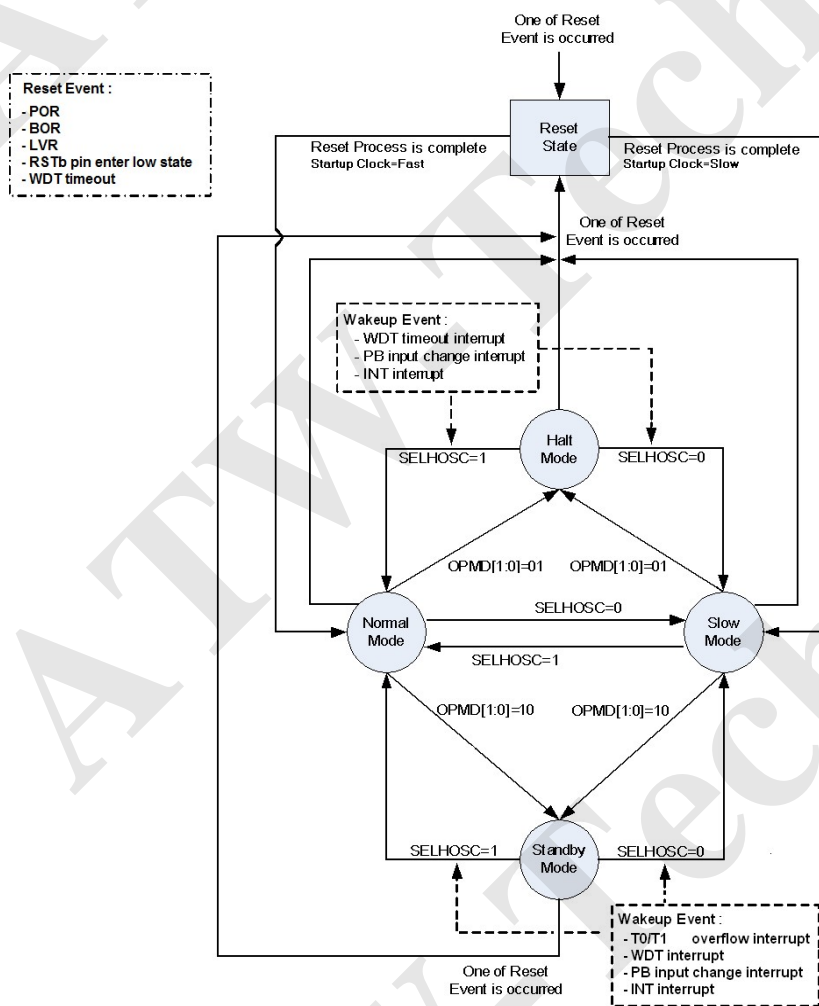 One of Reset
Event is occurred
Reset Event :
- POR
- BOR
- LVR
- RSTb pin enter low state
- WDT timeout
Reset
State
Reset Process is complete
Startup Clock=Fast
Reset Process is complete
Startup Clock=Slow
One of Reset
Event is occurred
Wakeup Event :
- WDT timeout interrupt
- PB input change interrupt
- INT interrupt
Halt
Mode
SELHOSC=1
SELHOSC=0
OPMD[1:0]=01
OPMD[1:0]=01
Normal
Mode
SELHOSC=0
Slow
Mode
SELHOSC=1
OPMD[1:0]=10
OPMD[1:0]=10
SELHOSC=1
Standby
Mode
SELHOSC=0
Wakeup Event :
- T0/T1 overflow interrupt
- WDT interrupt
- PB input change interrupt
- INT interrupt
One of Reset
Event is occurred
ATW-Tech